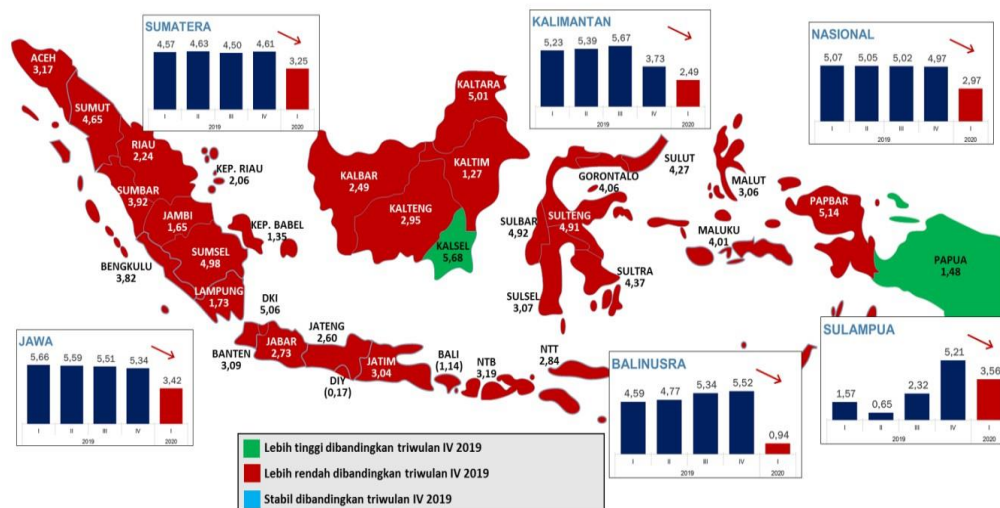 SUMATERA
4,57 4,63 4,50 4,61 3,25
I II III IV I
2019 2020
KALIMANTAN
5,23 5,39 5,67 3,73 2,49
I II III IV I
2019 2020
NASIONAL
5,07 5,05 5,02 4,97 2,97
I II III IV I
2019 2020
ACEH
3,17
SUMUT
4,65
RIAU
2,24
KEP. RIAU
2,06
SUMBAR
3,92
JAMBI
1,65
KEP. BABEL
1,35
SUMSEL
4,98
BENGKULU
3,82
LAMPUNG
1,73
KALTARA
5,01
KALBAR
2,49
KALTIM
1,27
KALTENG
2,95
KALSEL
5,68
SULUT
4,27
GORONTALO
4,06
SULBAR
4,92
SULTENG
4,91
SULTRA
4,37
SULSEL
3,07
MALUT
3,06
MALUKU
4,01
PAPBAR
5,14
PAPUA
1,48
DKI
5,06
BANTEN
3,09
JABAR
2,73
JATENG
2,60
DIY
(0,17)
JATIM
3,04
BALI
(1,14)
NTB
3,19
NTT
2,84
JAWA
5,66 5,59 5,51 5,34 3,42
I II III IV I
2019 2020
BALINUSRA
4,59 4,77 5,34 5,52 0,94
I II III IV I
2019 2020
SULAMPUA
1,57 0,65 2,32 5,21 3,56
I II III IV I
2019 2020
Lebih tinggi dibandingkan triwulan IV 2019
Lebih rendah dibandingkan triwulan IV 2019
Stabil dibandingkan triwulan IV 2019